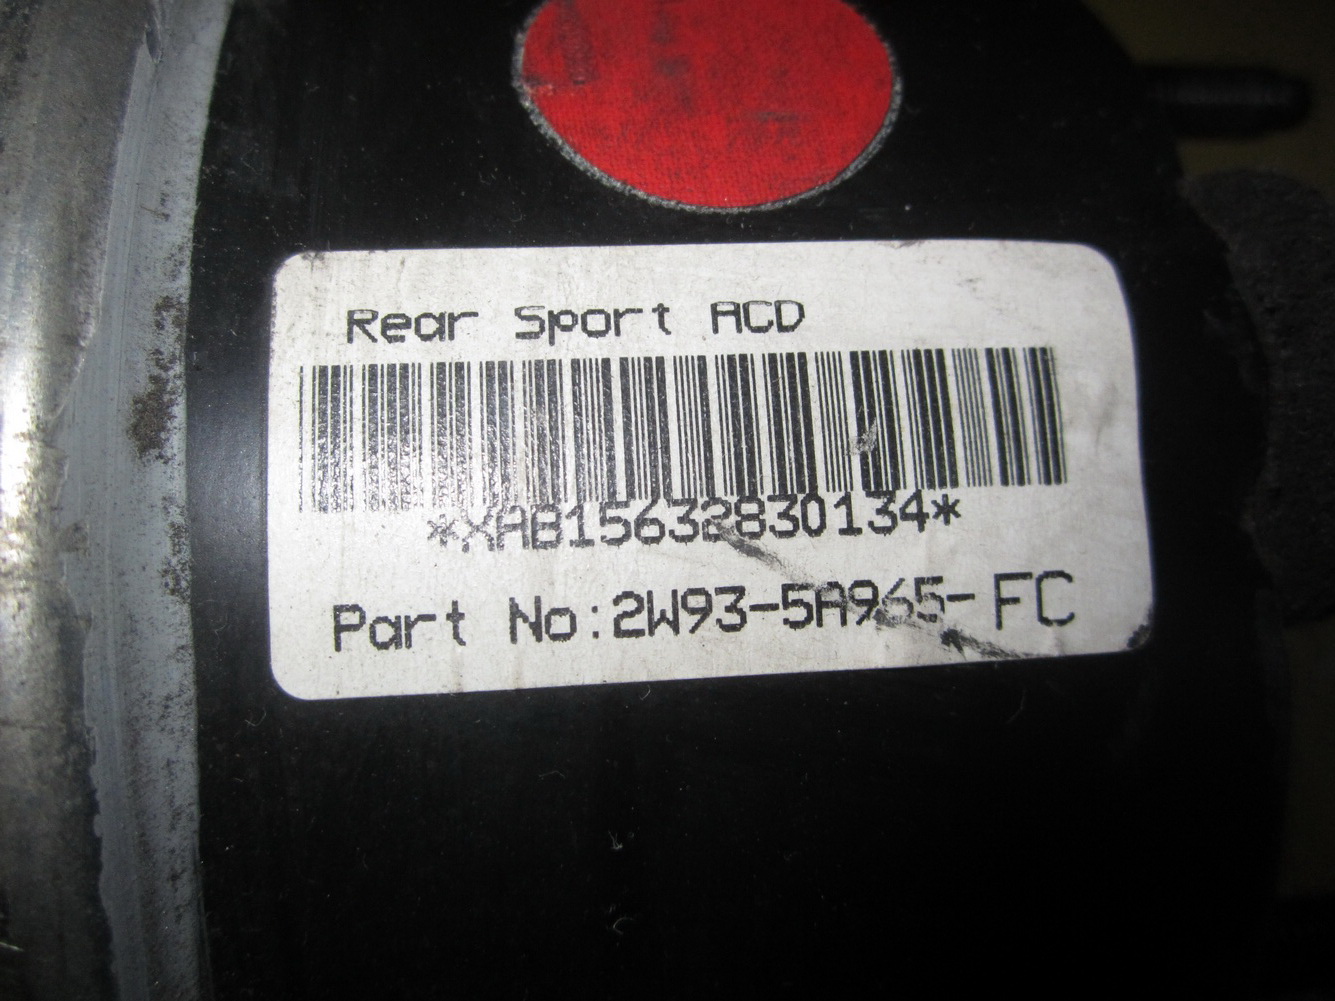 Rear Sport ACD
*XAB15632830134*
Part No:2W93-5A965-FC